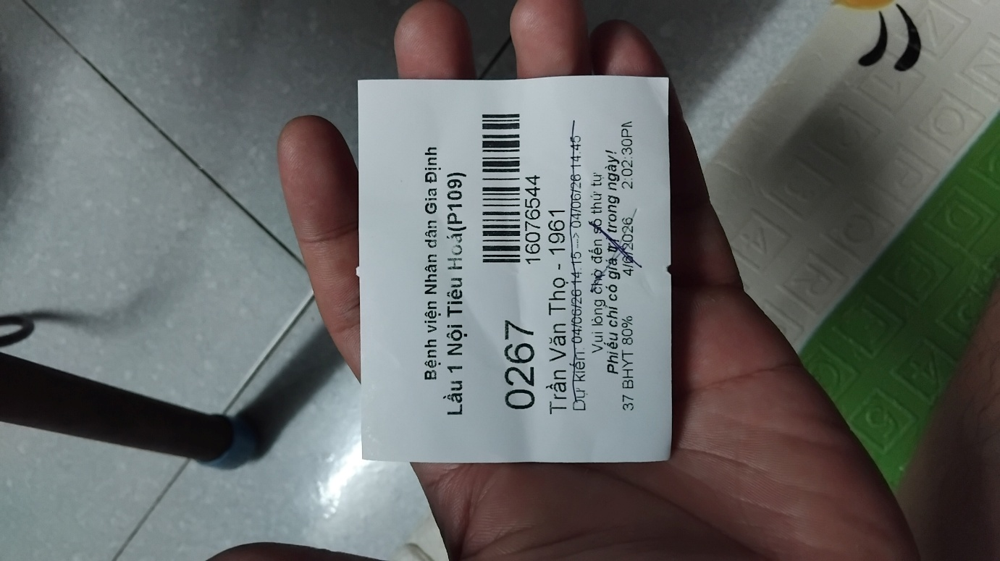 Bệnh viện Nhân dân Gia Định
Lầu 1 Nội Tiêu Hoá(P109)
0267
16076544
Trần Văn Thọ - 1961
Dự kiến: 04/06/26 14:15 ---> 04/06/26 14:45
Vui lòng chờ đến số thứ tự
Phiếu chỉ có giá trị trong ngày!
37 BHYT 80% 4/6/2026 2:02:30PM